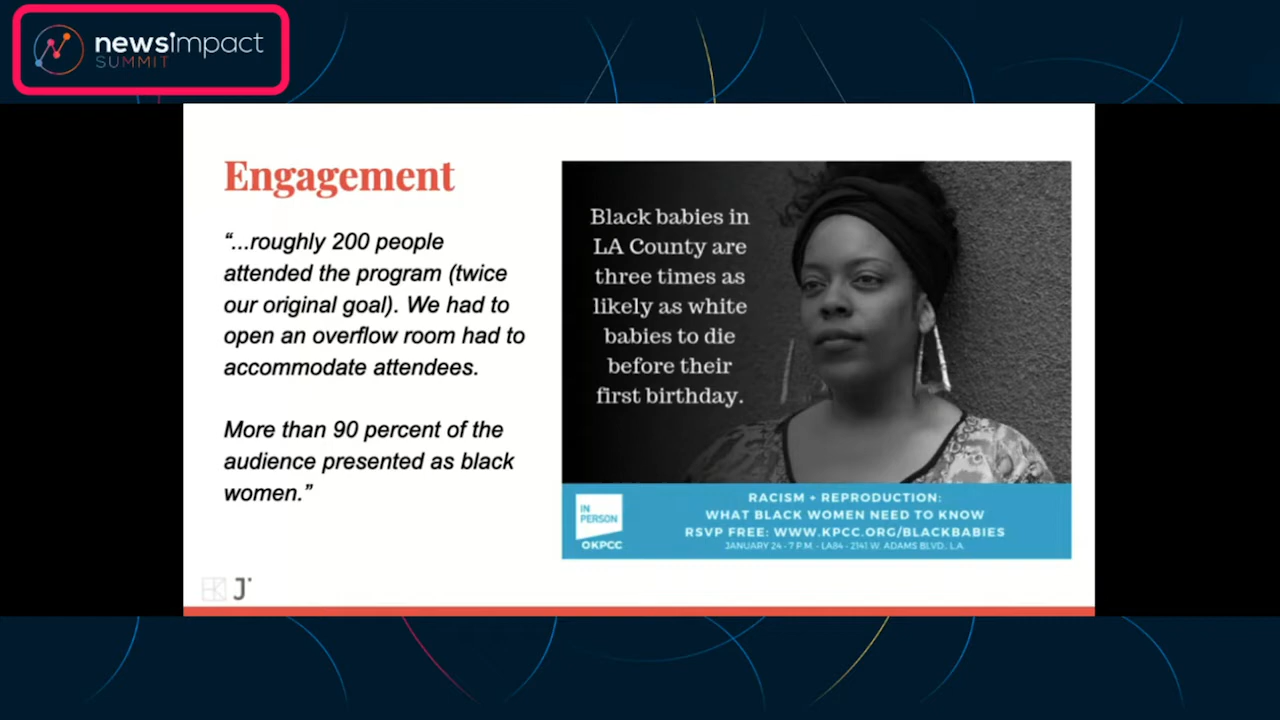 newsimpact
SUMMIT
Engagement
“...roughly 200 people
attended the program (twice
our original goal). We had to
open an overflow room had to
accommodate attendees.
More than 90 percent of the
audience presented as black
women.”
Black babies in
LA County are
three times as
likely as white
babies to die
before their
first birthday.
IN
PERSON
OKPCC
RACISM + REPRODUCTION:
WHAT BLACK WOMEN NEED TO KNOW
RSVP FREE: WWW.KPCC.ORG/BLACKBABIES
JANUARY 24 - 7 P.M. - LA84 - 2141 W. ADAMS BLVD., L.A.
HK J'